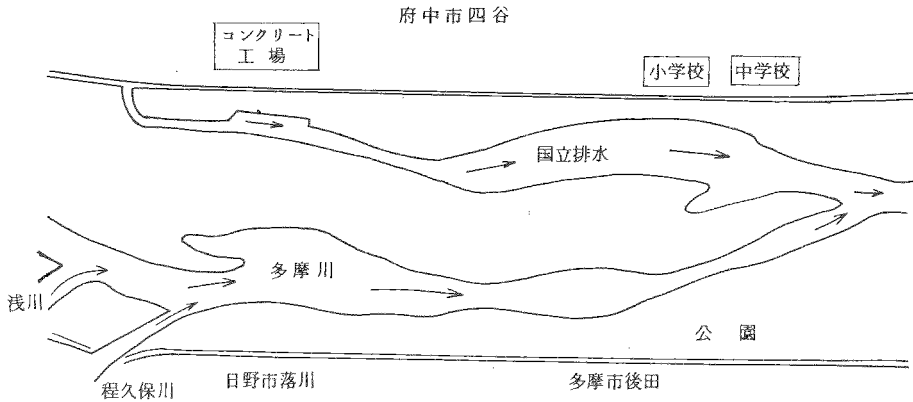 府中市四谷
コンクリート
工場
小学校
中学校
国立排水
多摩川
浅川
公園
程久保川
日野市落川
多摩市後田